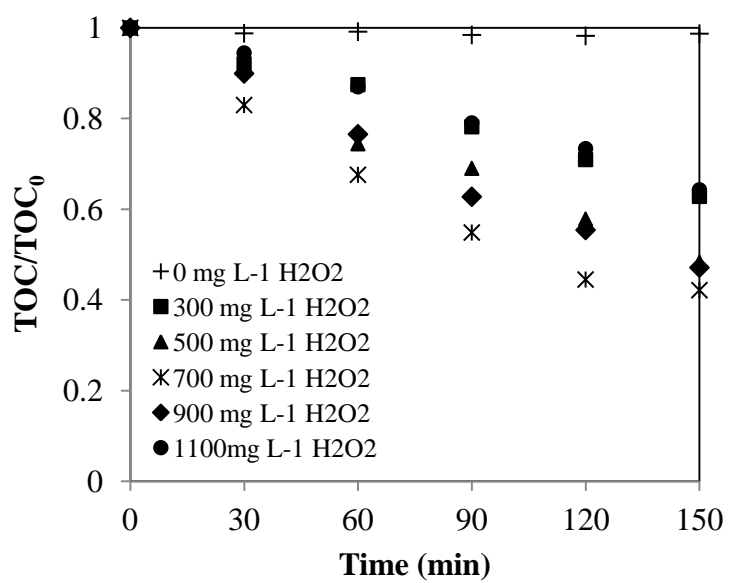 1
0.8
0.6
0.4
0.2
0
TOC/TOC₀
0 mg L-1 H2O2
300 mg L-1 H2O2
500 mg L-1 H2O2
700 mg L-1 H2O2
900 mg L-1 H2O2
1100mg L-1 H2O2
0 30 60 90 120 150
Time (min)